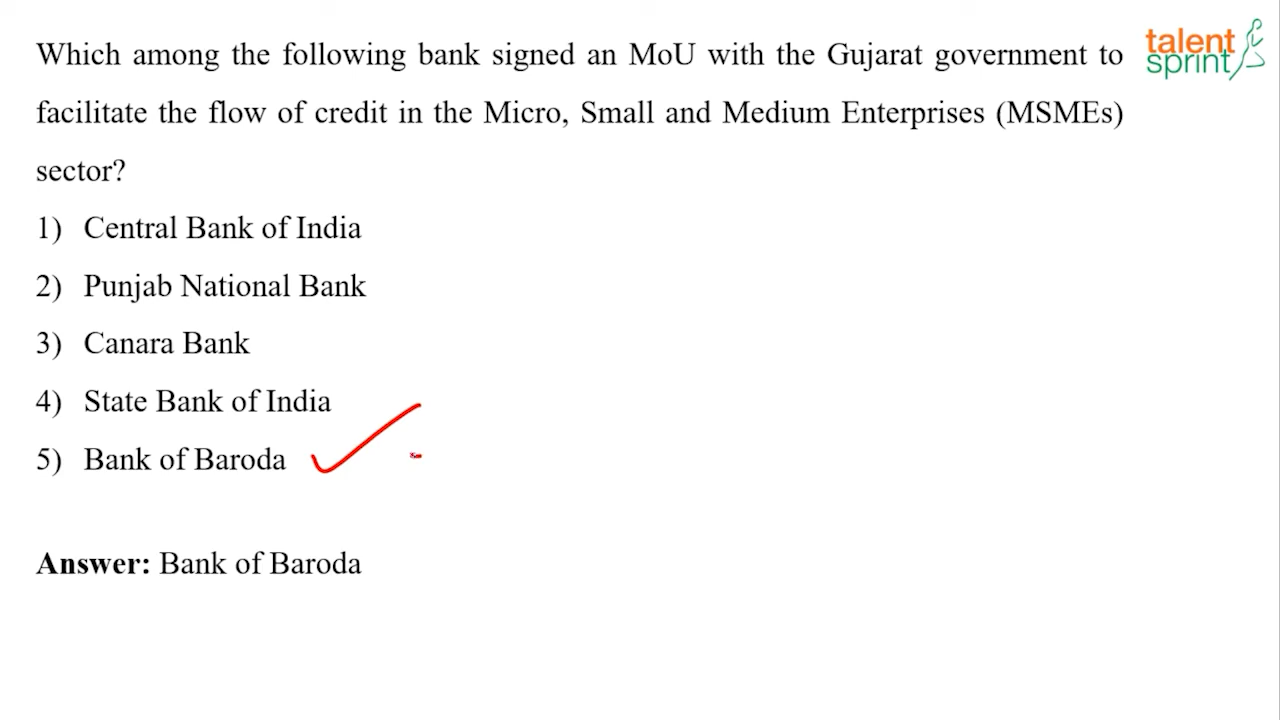 Which among the following bank signed an MoU with the Gujarat government to
facilitate the flow of credit in the Micro, Small and Medium Enterprises (MSMEs)
sector?
1) Central Bank of India
2) Punjab National Bank
3) Canara Bank
4) State Bank of India
5) Bank of Baroda
Answer: Bank of Baroda
talent
sprint